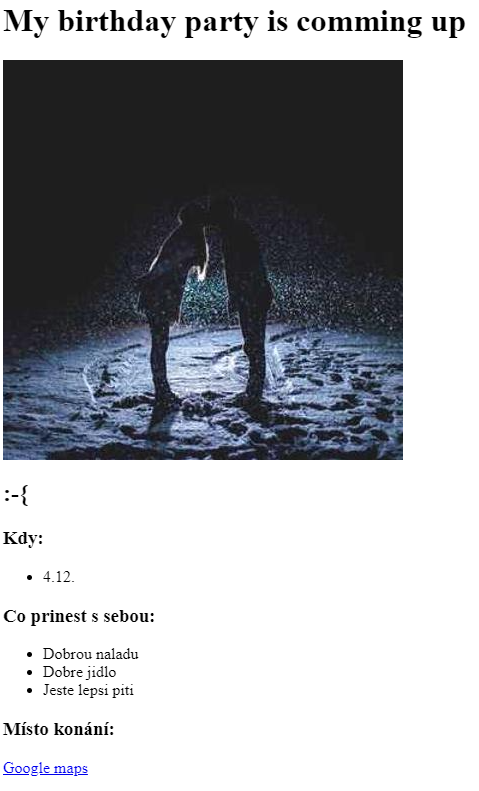 My birthday party is comming up
:-{
Kdy:
4.12.
Co prinest s sebou:
Dobrou naladu
Dobre jidlo
Jeste lepsi piti
Místo konání:
Google maps